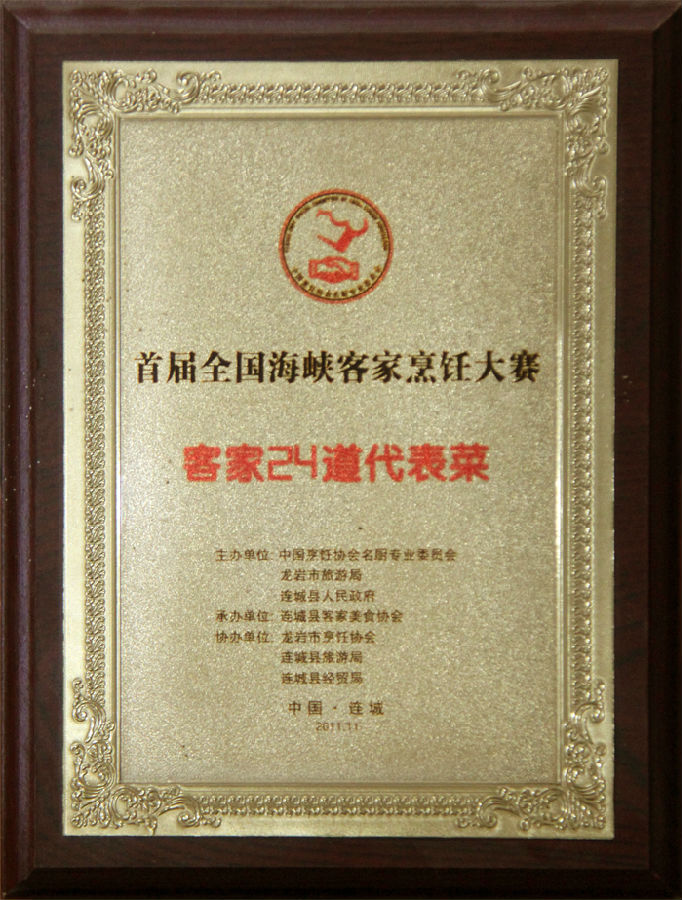 首届全国海峡客家烹饪大赛
客家24道代表菜
主办单位: 中国烹饪协会名厨专业委员会
龙岩市旅游局
连城县人民政府
承办单位: 连城县客家美食协会
协办单位: 龙岩市烹饪协会
连城县旅游局
连城县经贸局
中国·连城
2011.11